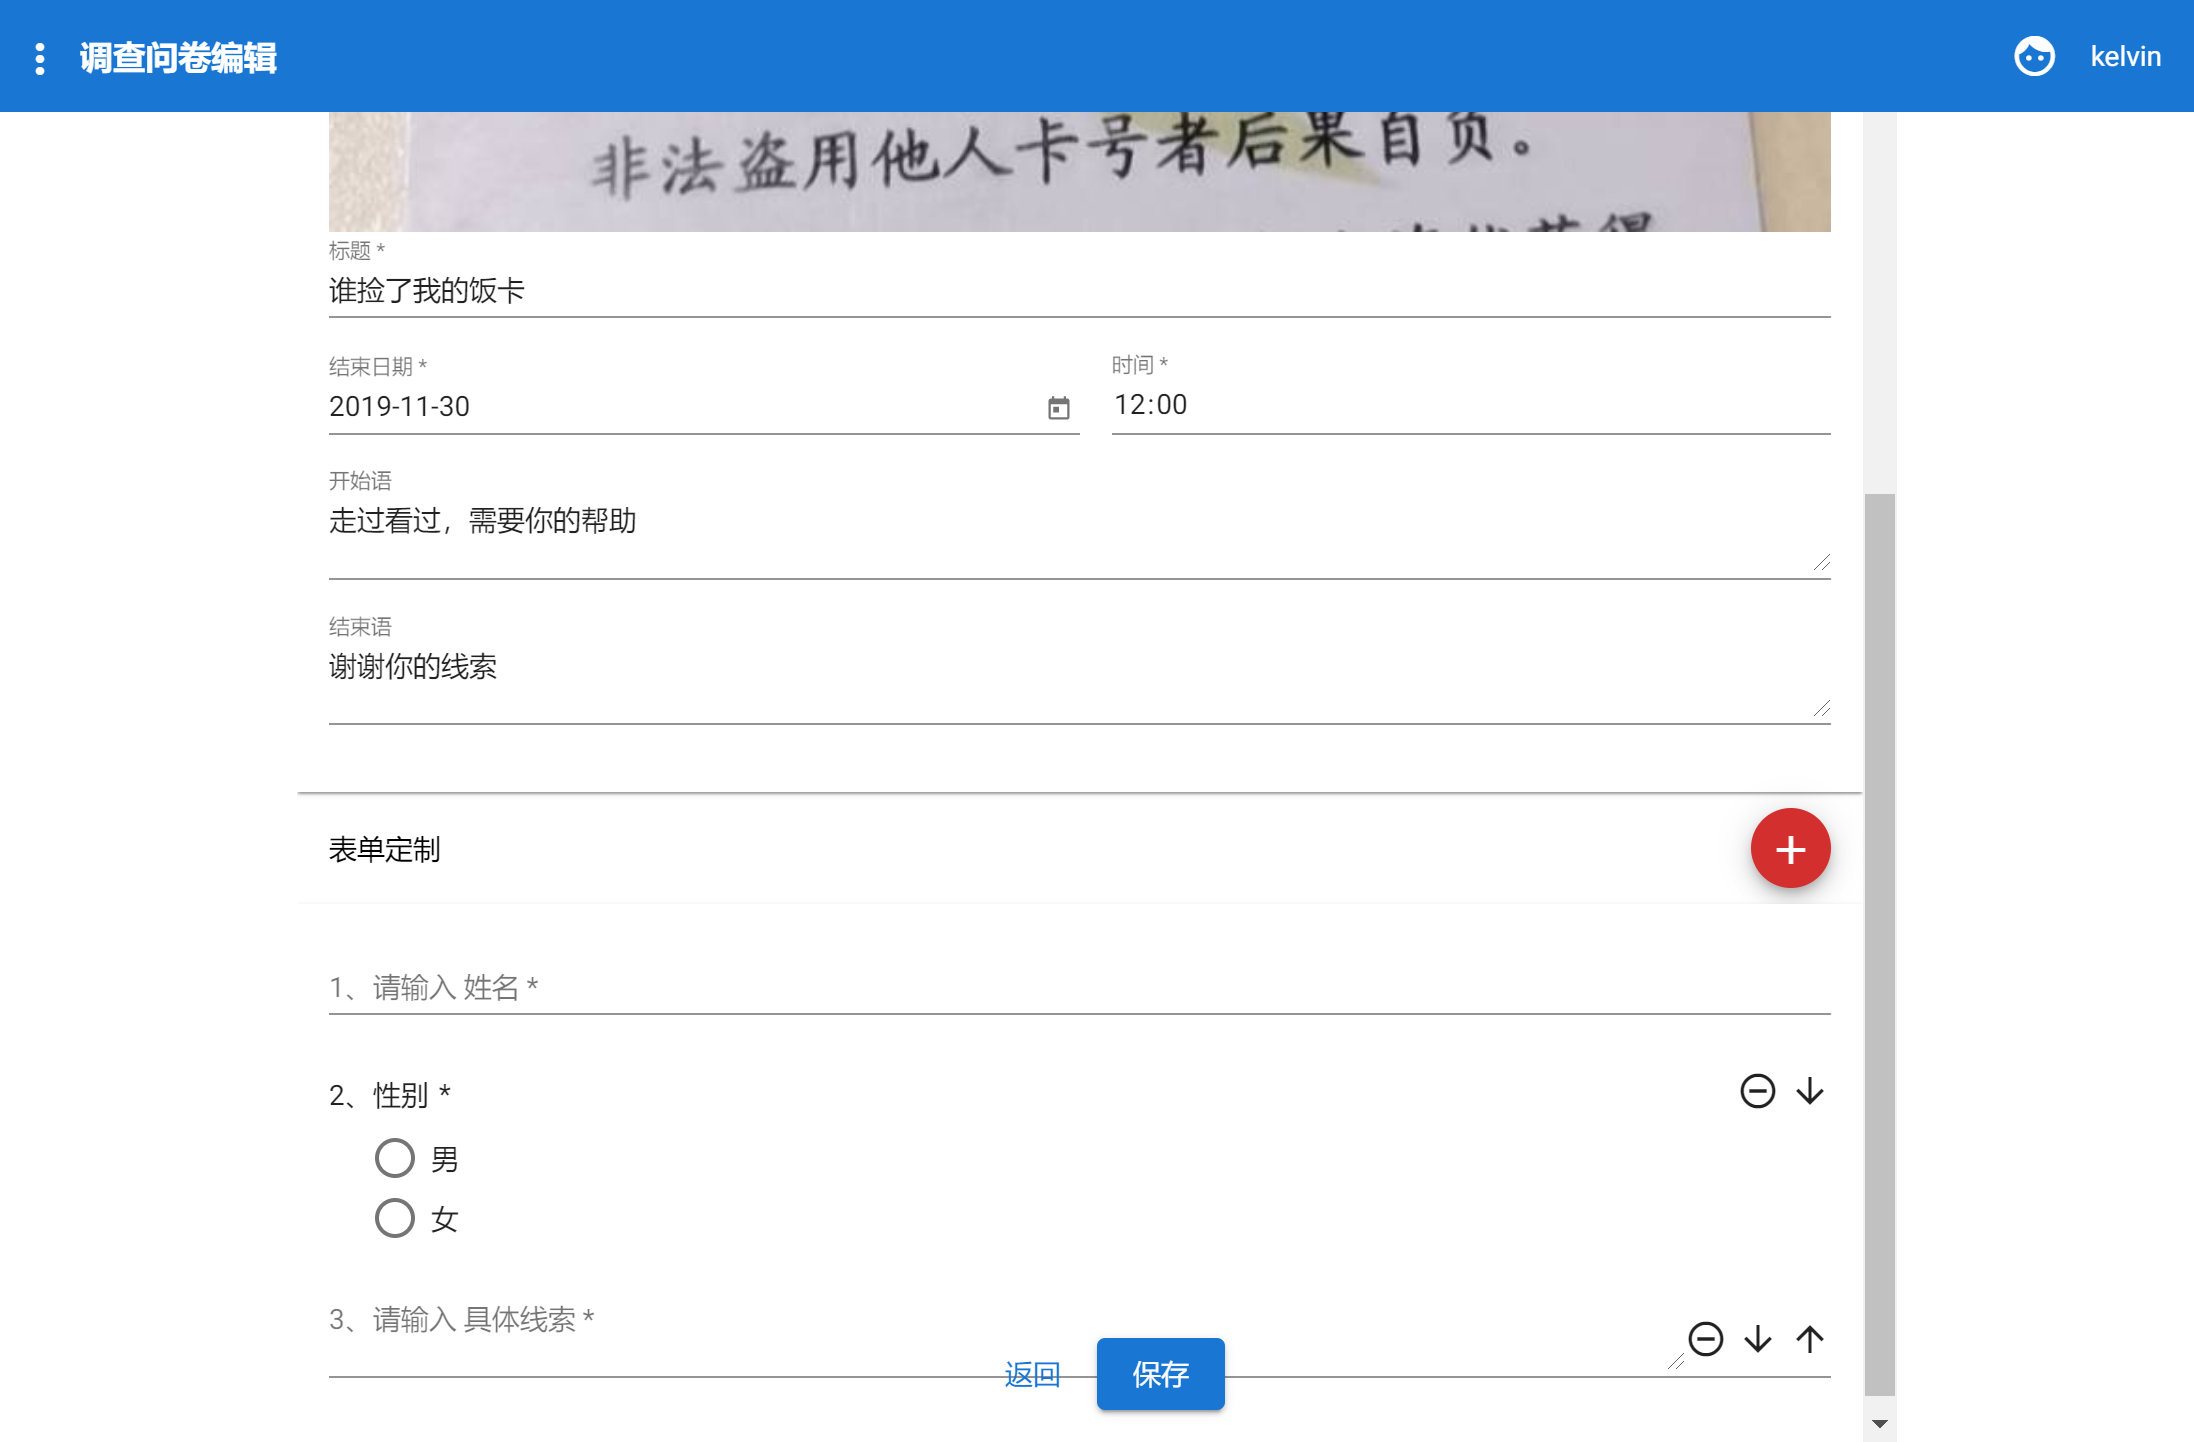 调查问卷编辑
kelvin
非法盗用他人卡号者后果自负。
标题 *
谁捡了我的饭卡
结束日期 *
时间 *
2019-11-30
12:00
开始语
走过看过，需要你的帮助
结束语
谢谢你的线索
表单定制
1、请输入 姓名 *
2、性别 *
男
女
3、请输入 具体线索 *
返回
保存